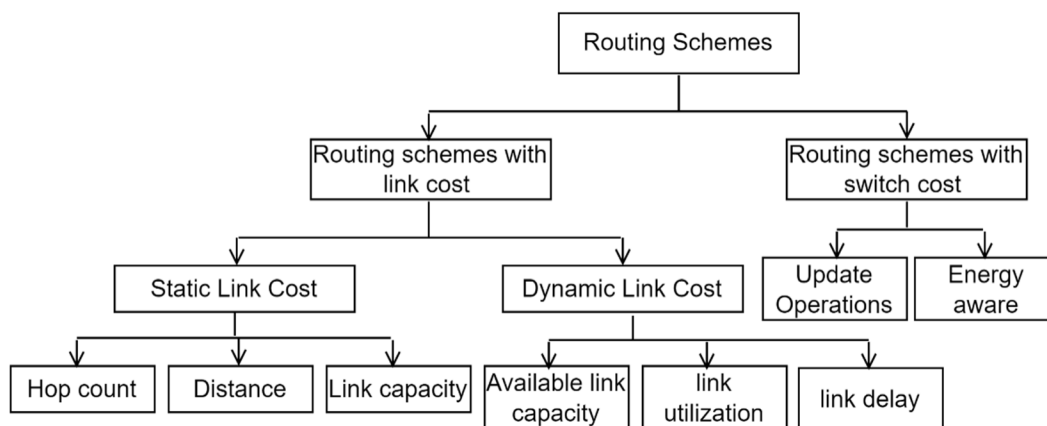 Routing Schemes
Routing schemes with
link cost
Routing schemes with
switch cost
Static Link Cost
Dynamic Link Cost
Update
Operations
Energy
aware
Hop count
Distance
Link capacity
Available link
capacity
link
utilization
link delay